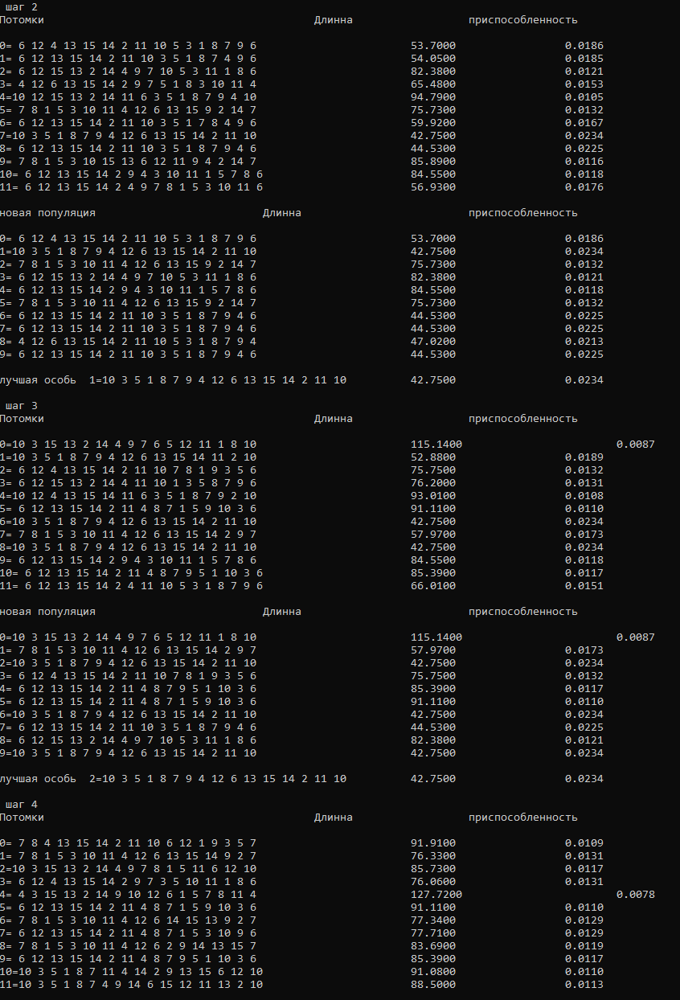 шаг 2
Потомки Длинна приспособленность
0= 6 12 4 13 15 14 2 11 10 5 3 1 8 7 9 6 53.7000 0.0186
1= 6 12 13 15 14 2 11 10 3 5 1 8 7 4 9 6 54.0500 0.0185
2= 6 12 15 13 2 14 4 9 7 10 5 3 11 1 8 6 82.3800 0.0121
3= 4 12 6 13 15 14 2 9 7 5 1 8 3 10 11 4 65.4800 0.0153
4=10 12 15 13 2 14 11 6 3 5 1 8 7 9 4 10 94.7900 0.0105
5= 7 8 1 5 3 10 11 4 12 6 13 15 9 2 14 7 75.7300 0.0132
6= 6 12 13 15 14 2 11 10 3 5 1 7 8 4 9 6 59.9200 0.0167
7=10 3 5 1 8 7 9 4 12 6 13 15 14 2 11 10 42.7500 0.0234
8= 6 12 13 15 14 2 11 10 3 5 1 8 7 9 4 6 44.5300 0.0225
9= 7 8 1 5 3 10 15 13 6 12 11 9 4 2 14 7 85.8900 0.0116
10= 6 12 13 15 14 2 9 4 3 10 11 1 5 7 8 6 84.5500 0.0118
11= 6 12 13 15 14 2 4 9 7 8 1 5 3 10 11 6 56.9300 0.0176
новая популяция Длинна приспособленность
0= 6 12 4 13 15 14 2 11 10 5 3 1 8 7 9 6 53.7000 0.0186
1=10 3 5 1 8 7 9 4 12 6 13 15 14 2 11 10 42.7500 0.0234
2= 7 8 1 5 3 10 11 4 12 6 13 15 9 2 14 7 75.7300 0.0132
3= 6 12 15 13 2 14 4 9 7 10 5 3 11 1 8 6 82.3800 0.0121
4= 6 12 13 15 14 2 9 4 3 10 11 1 5 7 8 6 84.5500 0.0118
5= 7 8 1 5 3 10 11 4 12 6 13 15 9 2 14 7 75.7300 0.0132
6= 6 12 13 15 14 2 11 10 3 5 1 8 7 9 4 6 44.5300 0.0225
7= 6 12 13 15 14 2 11 10 3 5 1 8 7 9 4 6 44.5300 0.0225
8= 4 12 6 13 15 14 2 11 10 5 3 1 8 7 9 4 47.0200 0.0213
9= 6 12 13 15 14 2 11 10 3 5 1 8 7 9 4 6 44.5300 0.0225
лучшая особь 1=10 3 5 1 8 7 9 4 12 6 13 15 14 2 11 10 42.7500 0.0234
шаг 3
Потомки Длинна приспособленность
0=10 3 15 13 2 14 4 9 7 6 5 12 11 1 8 10 115.1400 0.0087
1=10 3 5 1 8 7 9 4 12 6 13 15 14 11 2 10 52.8800 0.0189
2= 6 12 4 13 15 14 2 11 10 7 8 1 9 3 5 6 75.7500 0.0132
3= 6 12 15 13 2 14 4 11 10 1 3 5 8 7 9 6 76.2000 0.0131
4=10 12 4 13 15 14 11 6 3 5 1 8 7 9 2 10 93.0100 0.0108
5= 6 12 13 15 14 2 11 4 8 7 1 5 9 10 3 6 91.1100 0.0110
6=10 3 5 1 8 7 9 4 12 6 13 15 14 2 11 10 42.7500 0.0234
7= 7 8 1 5 3 10 11 4 12 6 13 15 14 2 9 7 57.9700 0.0173
8=10 3 5 1 8 7 9 4 12 6 13 15 14 2 11 10 42.7500 0.0234
9= 6 12 13 15 14 2 9 4 3 10 11 1 5 7 8 6 84.5500 0.0118
10= 6 12 13 15 14 2 11 4 8 7 9 5 1 10 3 6 85.3900 0.0117
11= 6 12 13 15 14 2 4 11 10 5 3 1 8 7 9 6 66.0100 0.0151
новая популяция Длинна приспособленность
0=10 3 15 13 2 14 4 9 7 6 5 12 11 1 8 10 115.1400 0.0087
1= 7 8 1 5 3 10 11 4 12 6 13 15 14 2 9 7 57.9700 0.0173
2=10 3 5 1 8 7 9 4 12 6 13 15 14 2 11 10 42.7500 0.0234
3= 6 12 4 13 15 14 2 11 10 7 8 1 9 3 5 6 75.7500 0.0132
4= 6 12 13 15 14 2 11 4 8 7 9 5 1 10 3 6 85.3900 0.0117
5= 6 12 13 15 14 2 11 4 8 7 1 5 9 10 3 6 91.1100 0.0110
6=10 3 5 1 8 7 9 4 12 6 13 15 14 2 11 10 42.7500 0.0234
7= 6 12 13 15 14 2 11 10 3 5 1 8 7 9 4 6 44.5300 0.0225
8= 6 12 15 13 2 14 4 9 7 10 5 3 11 1 8 6 82.3800 0.0121
9=10 3 5 1 8 7 9 4 12 6 13 15 14 2 11 10 42.7500 0.0234
лучшая особь 2=10 3 5 1 8 7 9 4 12 6 13 15 14 2 11 10 42.7500 0.0234
шаг 4
Потомки Длинна приспособленность
0= 7 8 4 13 15 14 2 11 10 6 12 1 9 3 5 7 91.9100 0.0109
1= 7 8 1 5 3 10 11 4 12 6 13 15 14 9 2 7 76.3300 0.0131
2=10 3 15 13 2 14 4 9 7 8 1 5 11 6 12 10 85.7300 0.0117
3= 6 12 4 13 15 14 2 9 7 3 5 10 11 1 8 6 76.0600 0.0131
4= 4 3 15 13 2 14 9 10 12 6 1 5 7 8 11 4 127.7200 0.0078
5= 6 12 13 15 14 2 11 4 8 7 1 5 9 10 3 6 91.1100 0.0110
6= 7 8 1 5 3 10 11 4 12 6 14 15 13 9 2 7 77.3400 0.0129
7= 6 12 13 15 14 2 11 4 8 7 1 5 3 10 9 6 77.7100 0.0129
8= 7 8 1 5 3 10 11 4 12 6 2 9 14 13 15 7 83.6900 0.0119
9= 6 12 13 15 14 2 11 4 8 7 9 5 1 10 3 6 85.3900 0.0117
10=10 3 5 1 8 7 11 4 14 2 9 13 15 6 12 10 91.0800 0.0110
11=10 3 5 1 8 7 4 9 14 6 15 12 11 13 2 10 88.5000 0.0113